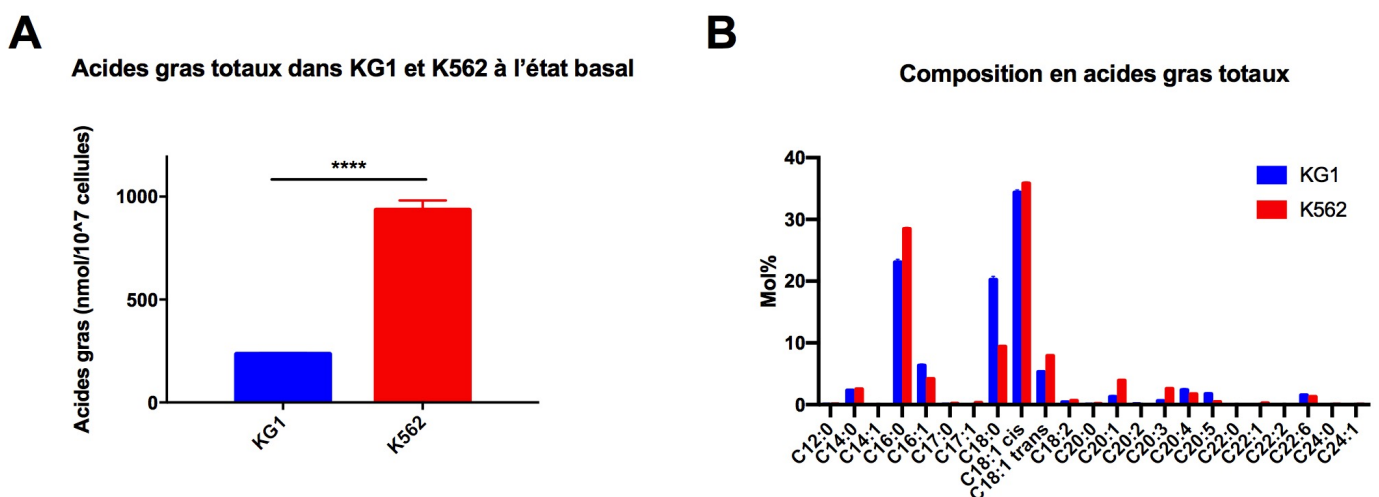 A
Acides gras totaux dans KG1 et K562 à l’état basal
Acides gras (nmol/10^7 cellules)
1000
500
0
****
KG1
K562
B
Composition en acides gras totaux
Mol%
40
30
20
10
0
KG1
K562
C12:0
C14:0
C14:1
C16:0
C16:1
C17:0
C17:1
C18:0
C18:1 cis
C18:1 trans
C18:2
C20:0
C20:1
C20:2
C20:3
C20:4
C20:5
C22:0
C22:1
C22:2
C22:6
C24:0
C24:1